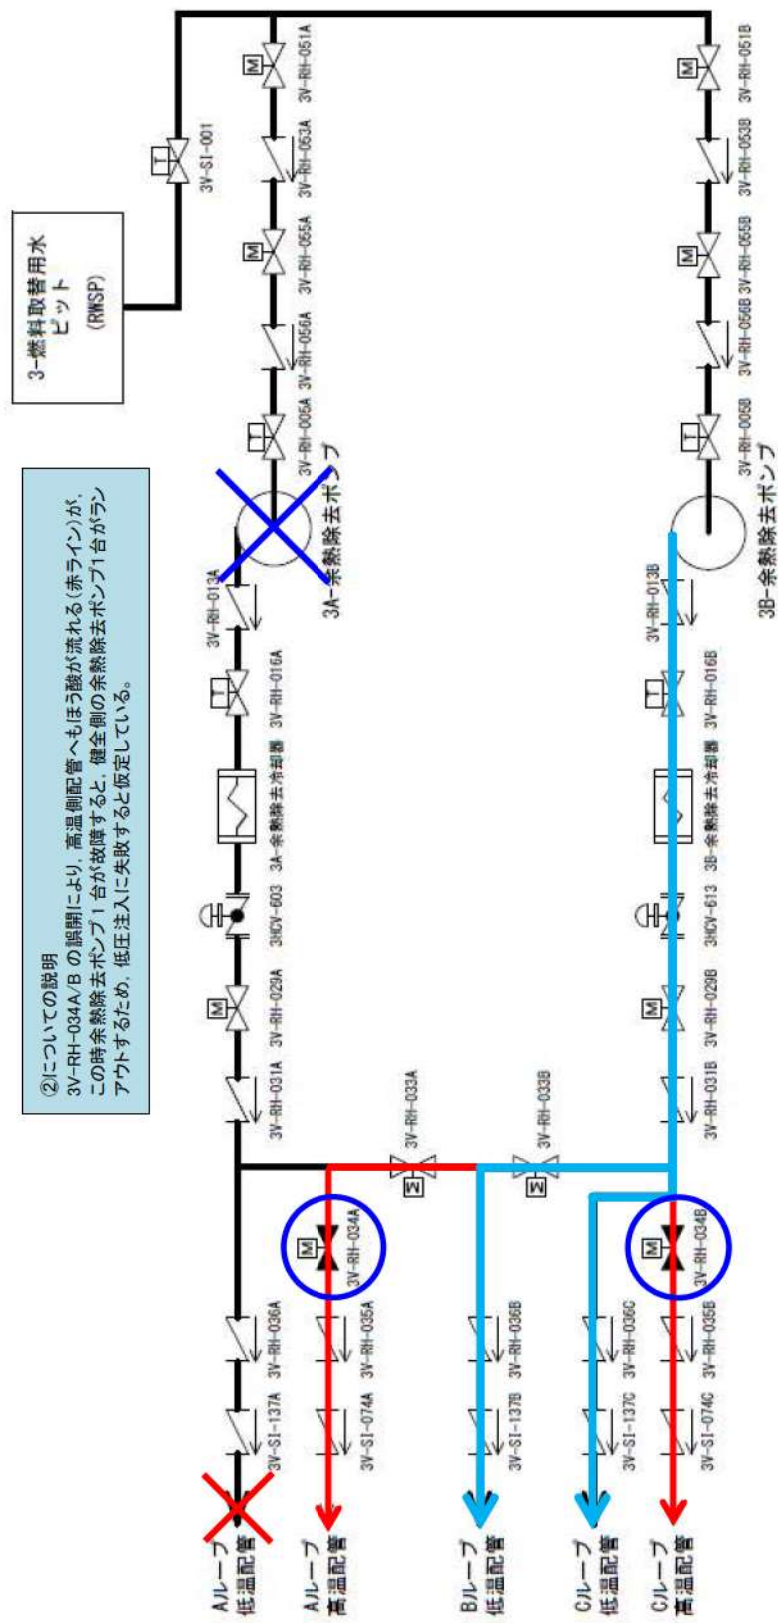 ②についての説明
3V-RH-034A/B の誤開により、高温側配管へもほう酸が流れる(赤ライン)が、
この時余熱除去ポンプ1台が故障すると、健全側の余熱除去ポンプ1台がラン
アウトするため、低圧注入に失敗すると仮定している。
3-燃料取替用水
ピット
(RWSP)
T
3V-SI-001
Aループ
低温配管
3V-SI-137A
3V-RH-036A
3V-RH-031A
M
3V-RH-029A
3HCV-603
3A-余熱除去冷却器
T
3V-RH-016A
3V-RH-013A
3A-余熱除去ポンプ
T
3V-RH-005A
3V-RH-056A
M
3V-RH-055A
3V-RH-053A
M
3V-RH-051A
Aループ
高温配管
3V-SI-074A
3V-RH-035A
M
3V-RH-034A
M
3V-RH-033A
Bループ
低温配管
3V-SI-137B
3V-RH-036B
M
3V-RH-033B
Cループ
低温配管
3V-SI-137C
3V-RH-036C
Cループ
高温配管
3V-SI-074C
3V-RH-035B
M
3V-RH-034B
3V-RH-031B
M
3V-RH-029B
3HCV-613
3B-余熱除去冷却器
T
3V-RH-016B
3V-RH-013B
3B-余熱除去ポンプ
T
3V-RH-005B
3V-RH-056B
M
3V-RH-055B
3V-RH-053B
M
3V-RH-051B